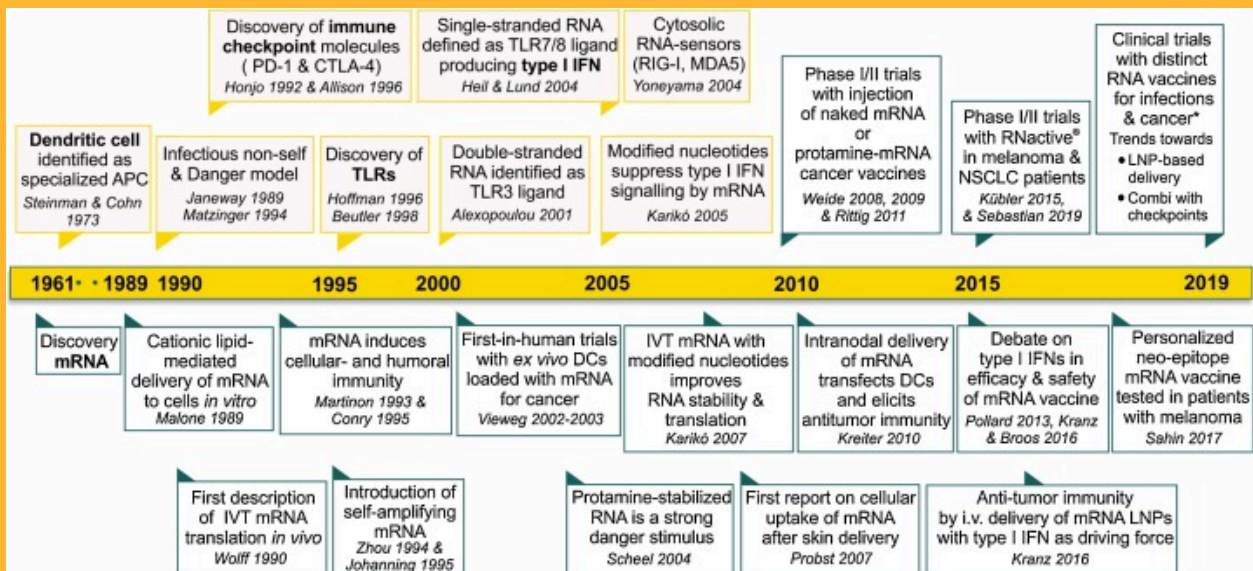 Discovery of immune
checkpoint molecules
( PD-1 & CTLA-4)
Honjo 1992 & Allison 1996
Single-stranded RNA
defined as TLR7/8 ligand
producing type I IFN
Heil & Lund 2004
Cytosolic
RNA-sensors
(RIG-I, MDA5)
Yoneyama 2004
Dendritic cell
identified as
specialized APC
Steinman & Cohn
1973
Infectious non-self
& Danger model
Janeway 1989
Matzinger 1994
Discovery of
TLRs
Hoffman 1996
Beutler 1998
Double-stranded
RNA identified as
TLR3 ligand
Alexopoulou 2001
Modified nucleotides
suppress type I IFN
signalling by mRNA
Karikó 2005
Phase I/II trials
with injection
of naked mRNA
or
protamine-mRNA
cancer vaccines
Weide 2008, 2009
& Rittig 2011
Phase I/II trials
with RNactive®
in melanoma &
NSCLC patients
Kübler 2015,
& Sebastian 2019
Clinical trials
with distinct
RNA vaccines
for infections
& cancer*
Trends towards
• LNP-based
delivery
• Combi with
checkpoints
1961 • • 1989 1990 1995 2000 2005 2010 2015 2019
Discovery
mRNA
Cationic lipid-
mediated
delivery of mRNA
to cells in vitro
Malone 1989
mRNA induces
cellular- and humoral
immunity
Martinon 1993 &
Conry 1995
First-in-human trials
with ex vivo DCs
loaded with mRNA
for cancer
Vieweg 2002-2003
IVT mRNA with
modified nucleotides
improves
RNA stability &
translation
Karikó 2007
Intranodal delivery
of mRNA
transfects DCs
and elicits
antitumor immunity
Kreiter 2010
Debate on
type I IFNs in
efficacy & safety
of mRNA vaccine
Pollard 2013, Kranz
& Broos 2016
Personalized
neo-epitope
mRNA vaccine
tested in patients
with melanoma
Sahin 2017
First description
of IVT mRNA
translation in vivo
Wolff 1990
Introduction of
self-amplifying
mRNA
Zhou 1994 &
Johanning 1995
Protamine-stabilized
RNA is a strong
danger stimulus
Scheel 2004
First report on cellular
uptake of mRNA
after skin delivery
Probst 2007
Anti-tumor immunity
by i.v. delivery of mRNA LNPs
with type I IFN as driving force
Kranz 2016